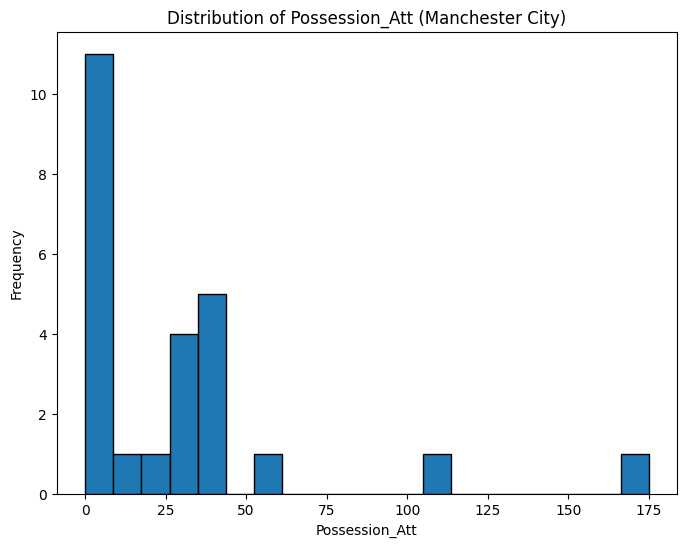 Distribution of Possession_Att (Manchester City)
10
8
6
4
2
0
Frequency
0 25 50 75 100 125 150 175
Possession_Att